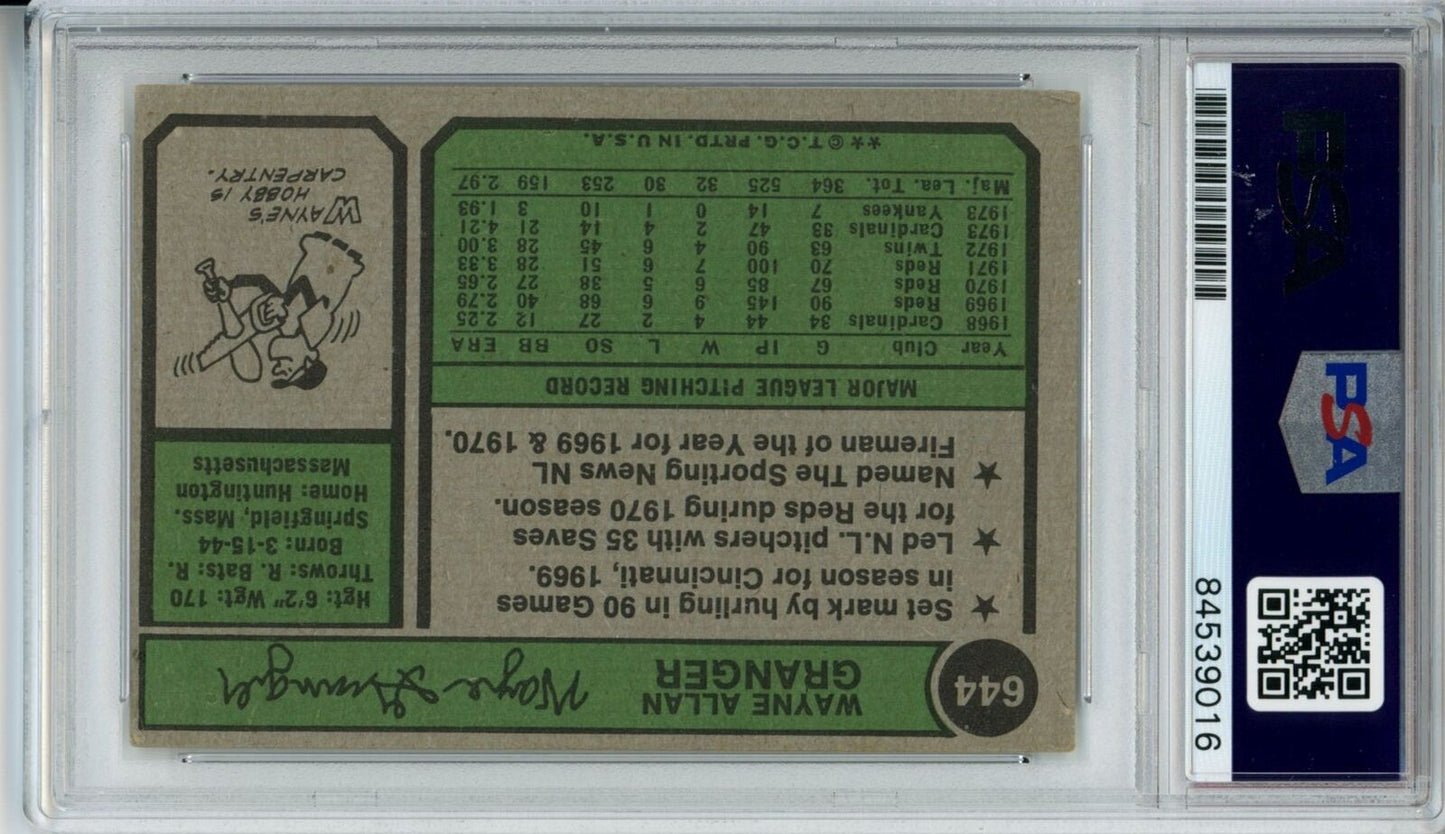 644
WAYNE ALLAN
GRANGER
Wayne Granger
Hgt: 6'2" Wgt: 170
Throws: R. Bats: R.
Born: 3-15-44
Springfield, Mass.
Home: Huntington
Massachusetts
★ Set mark by hurling in 90 Games
in season for Cincinnati, 1969.
★ Led N.L. pitchers with 35 Saves
for the Reds during 1970 season.
★ Named The Sporting News NL
Fireman of the Year for 1969 & 1970.
MAJOR LEAGUE PITCHING RECORD
Year Club G IP W L SO BB ERA
1968 Cardinals 34 44 4 2 27 12 2.25
1969 Reds 90 145 9 6 68 40 2.79
1970 Reds 67 85 6 5 38 27 2.65
1971 Reds 70 100 7 6 51 28 3.33
1972 Twins 63 90 4 6 45 28 3.00
1973 Cardinals 33 47 2 4 14 21 4.21
1973 Yankees 7 14 0 1 10 3 1.93
Maj. Lea. Tot. 364 525 32 30 253 159 2.97
★★ © T.C.G. PRTD. IN U.S.A.
WAYNE'S
HOBBY IS
CARPENTRY.
PSA
PSA
84539016